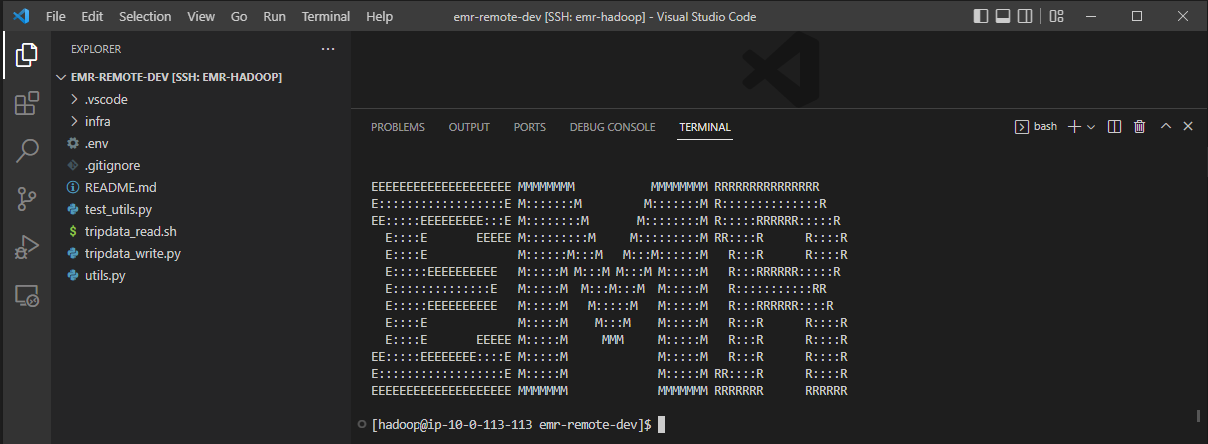 File Edit Selection View Go Run Terminal Help
emr-remote-dev [SSH: emr-hadoop] - Visual Studio Code
EXPLORER
EMR-REMOTE-DEV [SSH: EMR-HADOOP]
.vscode
infra
.env
.gitignore
README.md
test_utils.py
tripdata_read.sh
tripdata_write.py
utils.py
PROBLEMS OUTPUT PORTS DEBUG CONSOLE TERMINAL
bash
EEEEEEEEEEEEEEEEEEEE MMMMMMMM           MMMMMMMM RRRRRRRRRRRRRRR
E::::::::::::::::::E M:::::::M         M:::::::M R::::::::::::::R
EE:::::EEEEEEEEE:::E M::::::::M       M::::::::M R:::::RRRRRR:::::R
  E::::E       EEEEE M:::::::::M     M:::::::::M RR::::R      R::::R
  E::::E             M::::::M:::M   M:::M::::::M   R:::R      R::::R
  E:::::EEEEEEEEEE   M:::::M M:::M M:::M M:::::M   R:::RRRRRR:::::R
  E::::::::::::::E   M:::::M  M:::M:::M  M:::::M   R:::::::::::RR
  E:::::EEEEEEEEEE   M:::::M   M:::::M   M:::::M   R:::RRRRRR::::R
  E::::E             M:::::M    M:::M    M:::::M   R:::R      R::::R
  E::::E       EEEEE M:::::M     MMM     M:::::M   R:::R      R::::R
EE:::::EEEEEEEE::::E M:::::M             M:::::M   R:::R      R::::R
E::::::::::::::::::E M:::::M             M:::::M RR::::R      R::::R
EEEEEEEEEEEEEEEEEEEE MMMMMMM             MMMMMMM RRRRRRR      RRRRRR
[hadoop@ip-10-0-113-113 emr-remote-dev]$